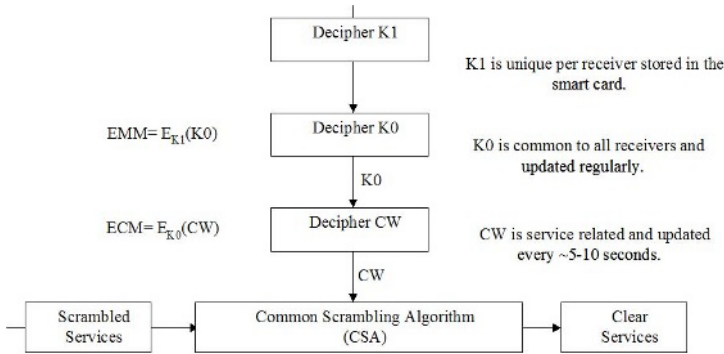 Decipher K1
K1 is unique per receiver stored in the
smart card.
EMM= E_K1(K0)
Decipher K0
K0 is common to all receivers and
updated regularly.
K0
ECM= E_K0(CW)
Decipher CW
CW is service related and updated
every ~5-10 seconds.
CW
Scrambled
Services
Common Scrambling Algorithm
(CSA)
Clear
Services